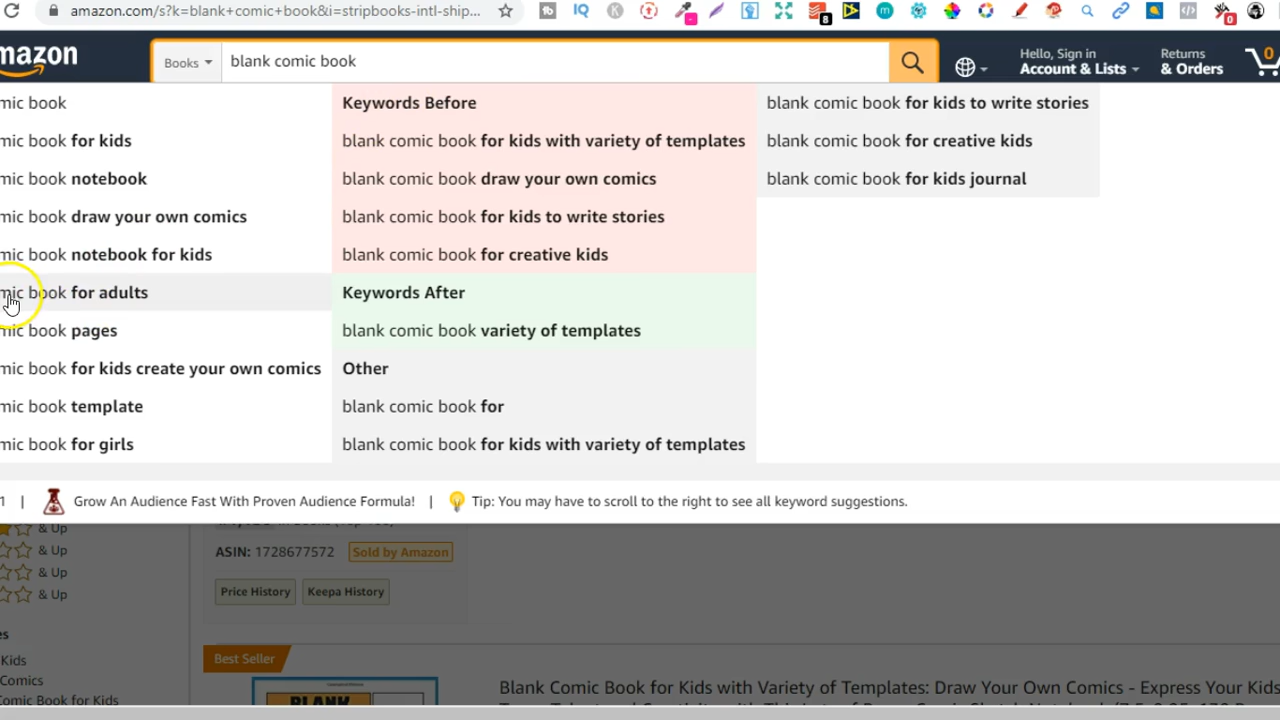 amazon.com/s?k=blank+comic+book&i=stripbooks-intl-ship...
8
0
mazon
Books
blank comic book
Hello, Sign in
Account & Lists
Returns
& Orders
0
mic book
mic book for kids
mic book notebook
mic book draw your own comics
mic book notebook for kids
mic book for adults
mic book pages
mic book for kids create your own comics
mic book template
mic book for girls
Keywords Before
blank comic book for kids with variety of templates
blank comic book draw your own comics
blank comic book for kids to write stories
blank comic book for creative kids
Keywords After
blank comic book variety of templates
Other
blank comic book for
blank comic book for kids with variety of templates
blank comic book for kids to write stories
blank comic book for creative kids
blank comic book for kids journal
1 | Grow An Audience Fast With Proven Audience Formula! | Tip: You may have to scroll to the right to see all keyword suggestions.
& Up
& Up
& Up
& Up
es
Kids
Comics
Comic Book for Kids
ASIN: 1728677572 Sold by Amazon
Price History Keepa History
Best Seller
BLANK
Blank Comic Book for Kids with Variety of Templates: Draw Your Own Comics - Express Your Kids